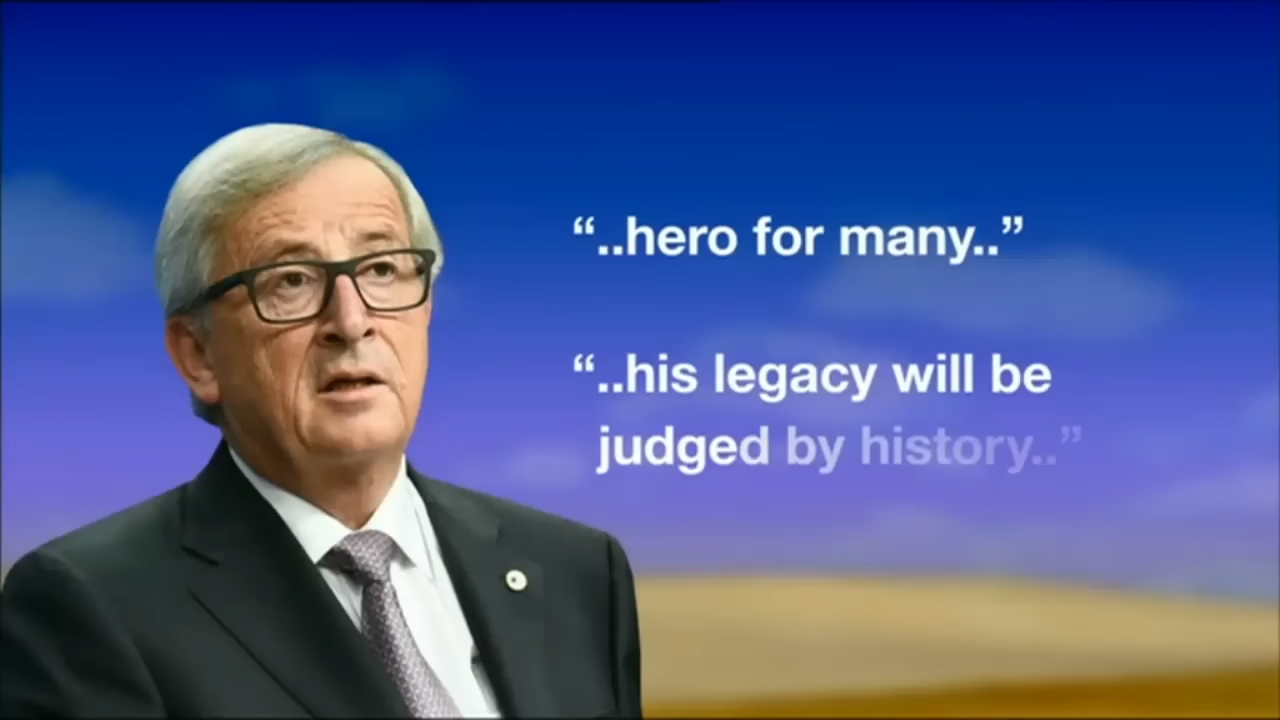 “..hero for many..”
“..his legacy will be
judged by history..”